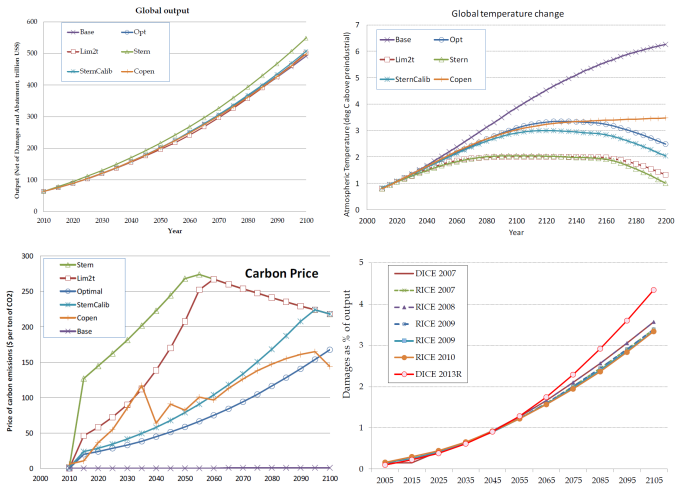 Global output
Base
Opt
Lim2t
Stern
SternCalib
Copen
Output (Net of Damages and Abatement, trillion US$)
600
500
400
300
200
100
0
2010 2020 2030 2040 2050 2060 2070 2080 2090 2100
Year
Global temperature change
Base
Opt
Lim2t
Stern
SternCalib
Copen
Atmospheric Temperature (deg C above preindustrial)
7
6
5
4
3
2
1
0
2000 2020 2040 2060 2080 2100 2120 2140 2160 2180 2200
Year
Carbon Price
Stern
Lim2t
Optimal
SternCalib
Copen
Base
Price of carbon emissions ($ per ton of CO2)
300
250
200
150
100
50
0
2000 2010 2020 2030 2040 2050 2060 2070 2080 2090 2100
DICE 2007
RICE 2007
RICE 2008
RICE 2009
RICE 2009
RICE 2010
DICE 2013R
Damages as % of output
5
4
3
2
1
0
2005 2015 2025 2035 2045 2055 2065 2075 2085 2095 2105